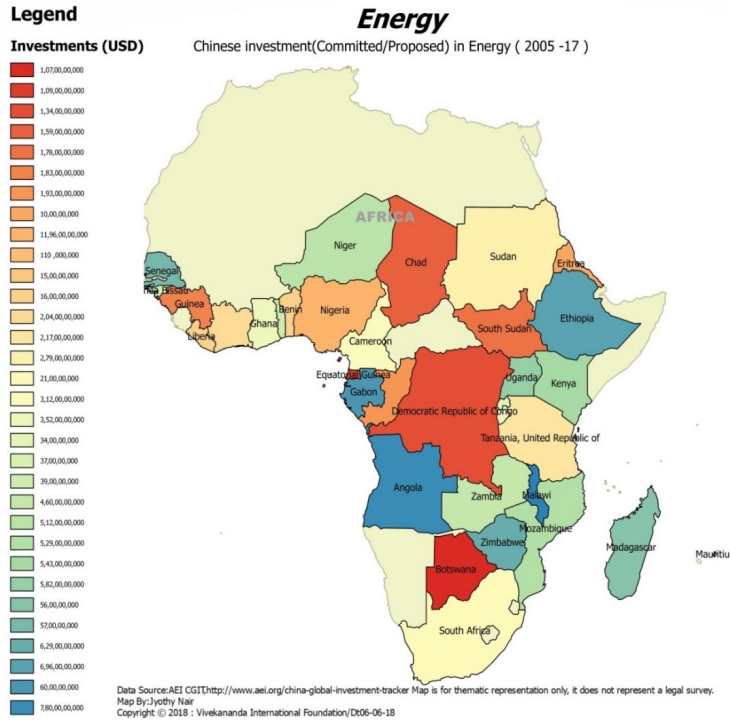 Legend
Energy
Investments (USD)
Chinese investment(Committed/Proposed) in Energy ( 2005 -17 )
1,07,00,00,000
1,09,00,00,000
1,34,00,00,000
1,59,00,00,000
1,78,00,00,000
1,83,00,00,000
1,93,00,00,000
10,00,00,000
11,96,00,00,000
110 ,000,000
15,00,00,000
16,00,00,000
2,04,00,00,000
2,17,00,00,000
2,79,00,00,000
21,00,00,000
3,12,00,00,000
3,52,00,00,000
34,00,00,000
37,00,00,000
39,00,00,000
4,60,00,00,000
5,12,00,00,000
5,29,00,00,000
5,43,00,00,000
5,82,00,00,000
56,00,00,000
57,00,00,000
6,29,00,00,000
6,96,00,00,000
60,00,00,000
7,80,00,00,000
AFRICA
Niger
Chad
Sudan
Eritrea
Senegal
Bissau
Guinea
Benin
Nigeria
Ghana
Liberia
Cameroon
South Sudan
Ethiopia
Equatorial Guinea
Gabon
Uganda
Kenya
Democratic Republic of Congo
Tanzania, United Republic of
Angola
Zambia
Malawi
Mozambique
Zimbabwe
Madagascar
Mauritiu
Botswana
South Africa
Data Source:AEI CGIT,http://www.aei.org/china-global-investment-tracker Map is for thematic representation only, it does not represent a legal survey.
Map By:Jyothy Nair
Copyright © 2018 : Vivekananda International Foundation/Dt06-06-18